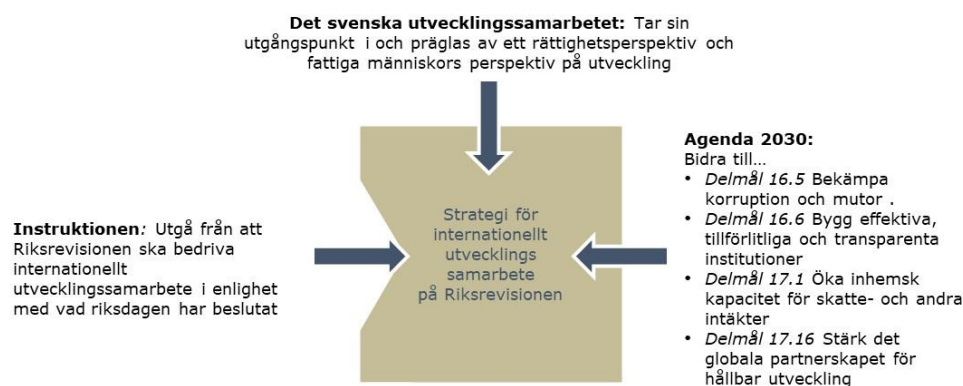 Det svenska utvecklingssamarbetet: Tar sin
utgångspunkt i och präglas av ett rättighetsperspektiv och
fattiga människors perspektiv på utveckling
Instruktionen: Utgå från att
Riksrevisionen ska bedriva
internationellt
utvecklingssamarbete i enlighet
med vad riksdagen har beslutat
Strategi för
internationellt
utvecklings
samarbete
på Riksrevisionen
Agenda 2030:
Bidra till…
• Delmål 16.5 Bekämpa
korruption och mutor .
• Delmål 16.6 Bygg effektiva,
tillförlitliga och transparenta
institutioner
• Delmål 17.1 Öka inhemsk
kapacitet för skatte- och andra
intäkter
• Delmål 17.16 Stärk det
globala partnerskapet för
hållbar utveckling